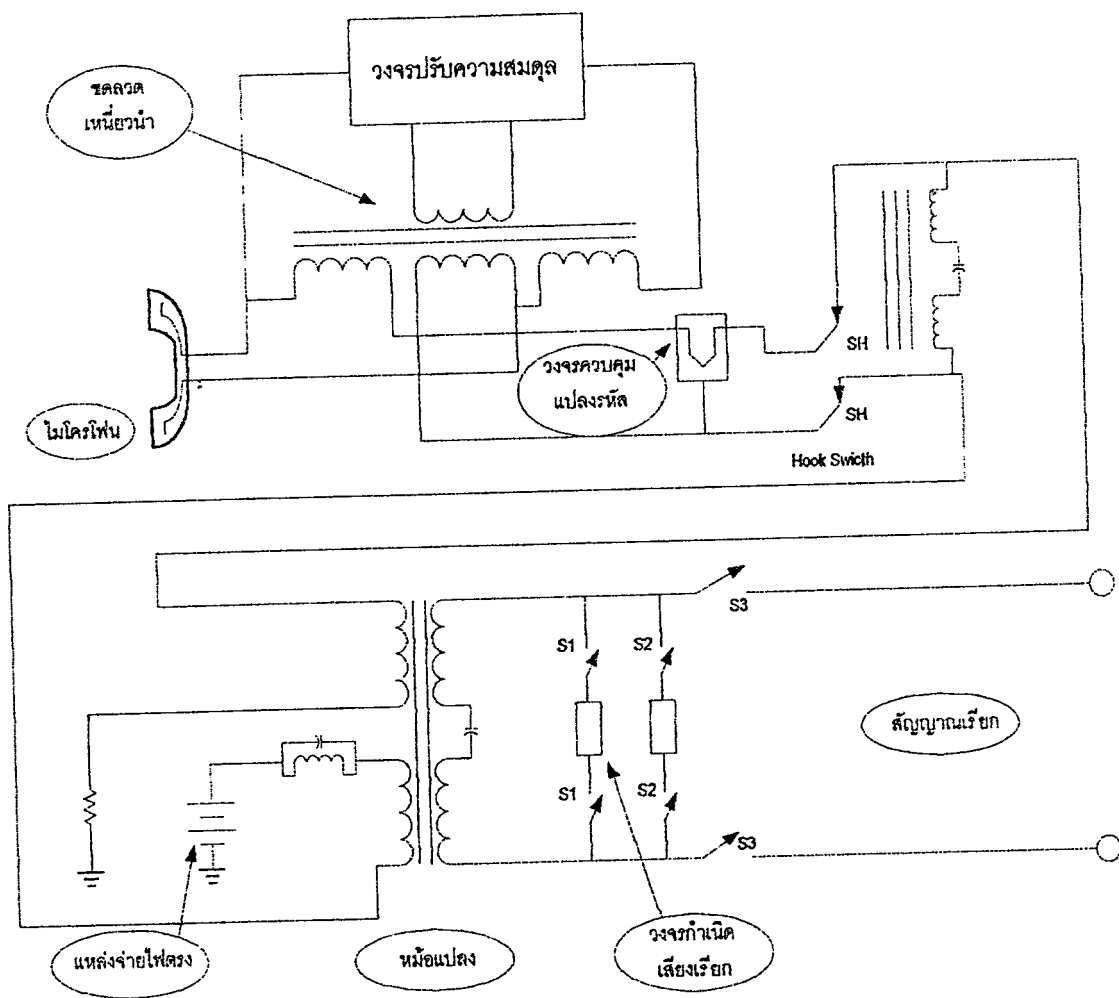 วงจรปรับความสมดุล
ขดลวด
เหนี่ยวนำ
SH
วงจรควบคุม
แปลงรหัส
SH
ไมโครโฟน
Hook Swicth
S3
S1
S2
สัญญาณเรียก
S1
S2
S3
แหล่งจ่ายไฟตรง
หม้อแปลง
วงจรกำเนิด
เสียงเรียก